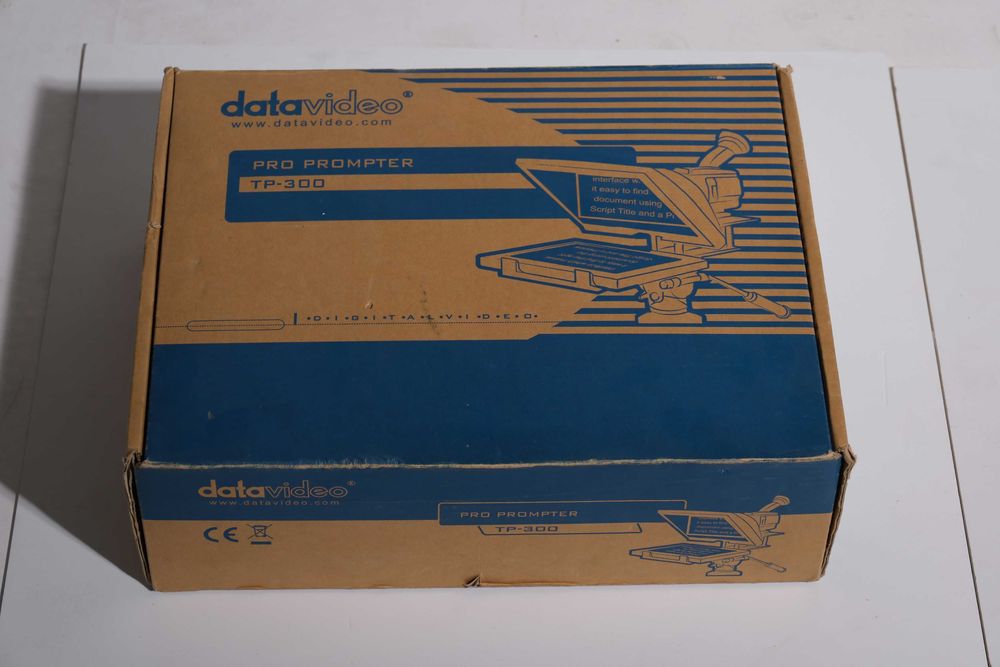 datavideo®
www.datavideo.com
PRO PROMPTER
TP-300
interface w
it easy to find
document using
Script Title and a Pr
•D•I•G•I•T•A•L•V•I•D•E•O•
datavideo®
www.datavideo.com
PRO PROMPTER
TP-300
CE